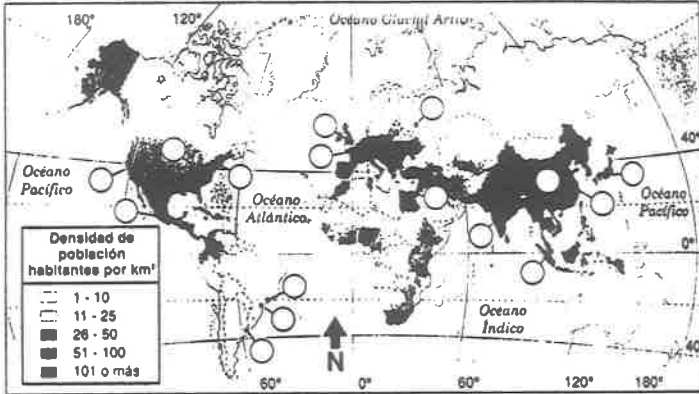 180°
120°
Océano Glacial Artico
40°
Océano
Pacífico
Océano
Atlántico
Océano
Pacífico
0°
Densidad de
población
habitantes por km²
1 - 10
11 - 25
26 - 50
51 - 100
101 o más
Océano
Índico
N
40
60°
0°
60°
120°
180°